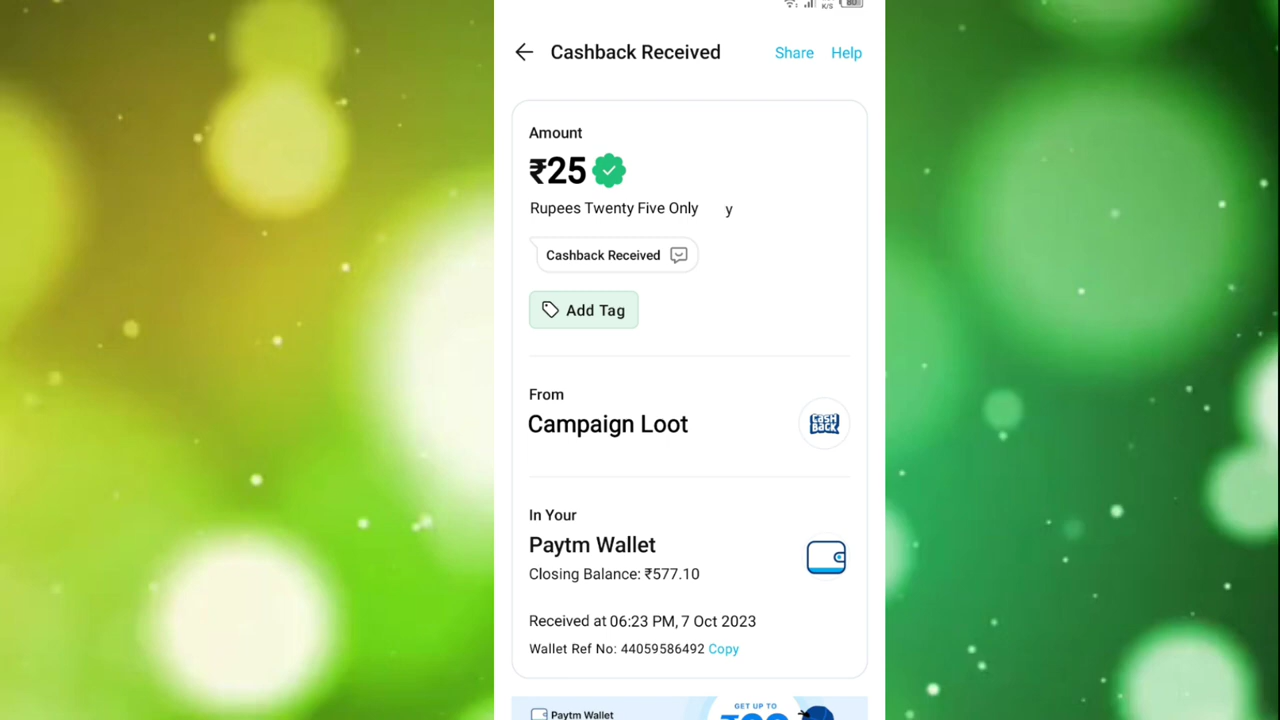 Cashback Received Share Help
Amount
₹25
Rupees Twenty Five Only y
Cashback Received
Add Tag
From
Campaign Loot
CASH
BACK
In Your
Paytm Wallet
Closing Balance: ₹577.10
Received at 06:23 PM, 7 Oct 2023
Wallet Ref No: 44059586492 Copy
Paytm Wallet
GET UP TO